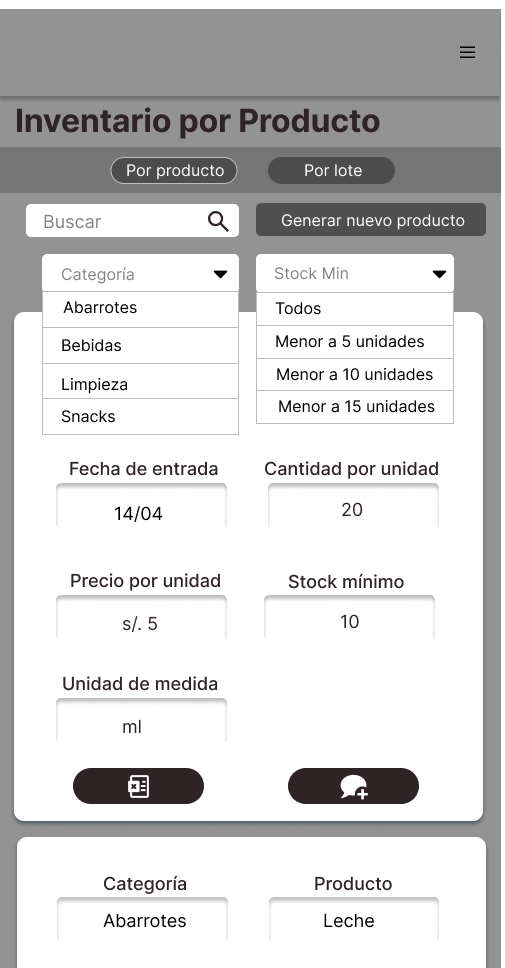 Inventario por Producto
Por producto Por lote
Buscar Generar nuevo producto
Categoría Stock Min
Abarrotes Todos
Bebidas Menor a 5 unidades
Limpieza Menor a 10 unidades
Snacks Menor a 15 unidades
Fecha de entrada Cantidad por unidad
14/04 20
Precio por unidad Stock mínimo
s/. 5 10
Unidad de medida
ml
Categoría Producto
Abarrotes Leche